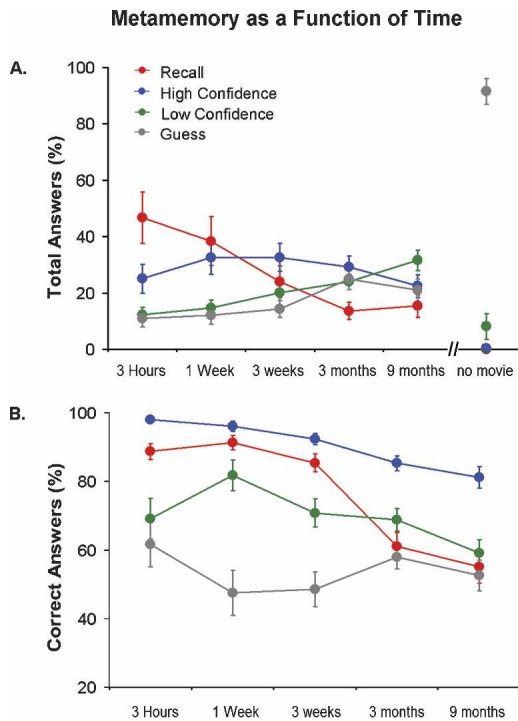 Metamemory as a Function of Time
A.
100
80
60
40
20
0
Total Answers (%)
Recall
High Confidence
Low Confidence
Guess
3 Hours 1 Week 3 weeks 3 months 9 months // no movie
B.
100
80
60
40
20
Correct Answers (%)
3 Hours 1 Week 3 weeks 3 months 9 months